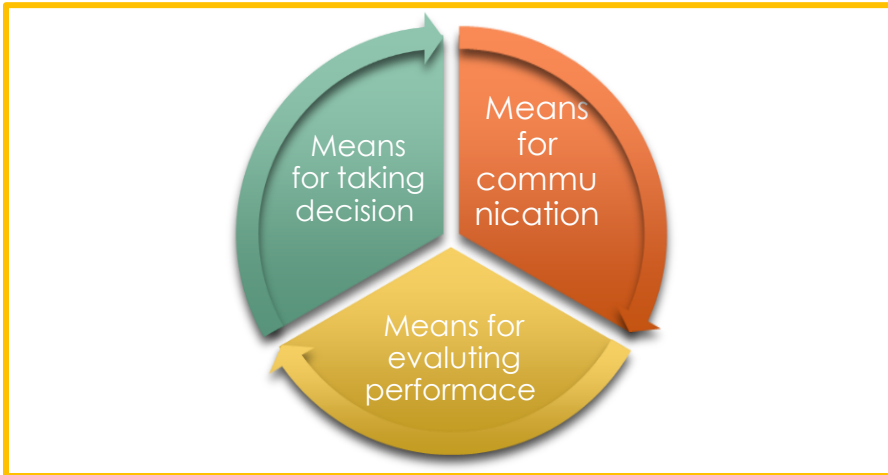 Means
for taking
decision
Means
for
commu
nication
Means for
evaluting
performace